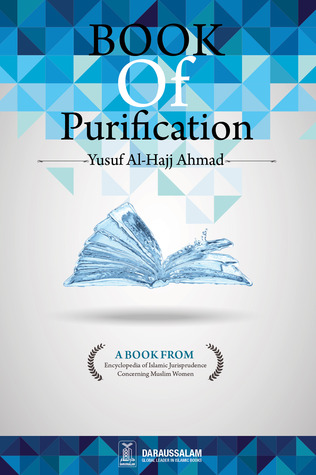 BOOK
Of
Purification
Yusuf Al-Hajj Ahmad
A BOOK FROM
Encyclopedia of Islamic Jurisprudence
Concerning Muslim Women
DARAUSSALAM
GLOBAL LEADER IN ISLAMIC BOOKS